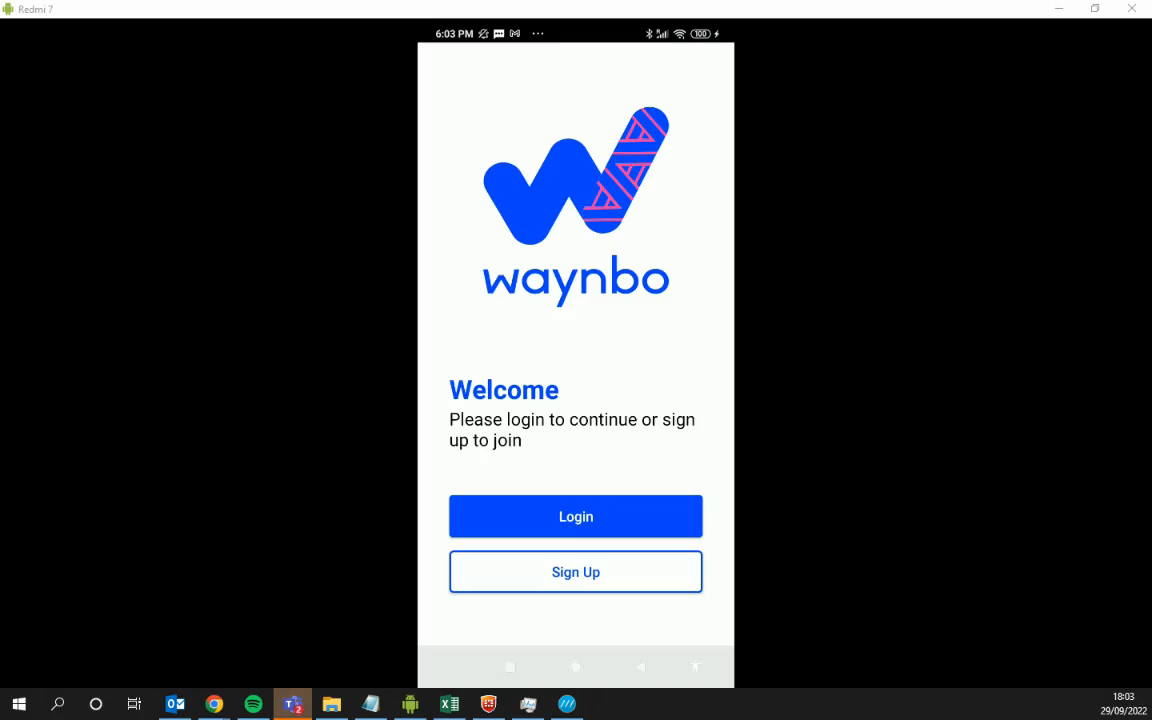 Redmi 7
6:03 PM
100
waynbo
Welcome
Please login to continue or sign
up to join
Login
Sign Up
2
18:03
29/09/2022